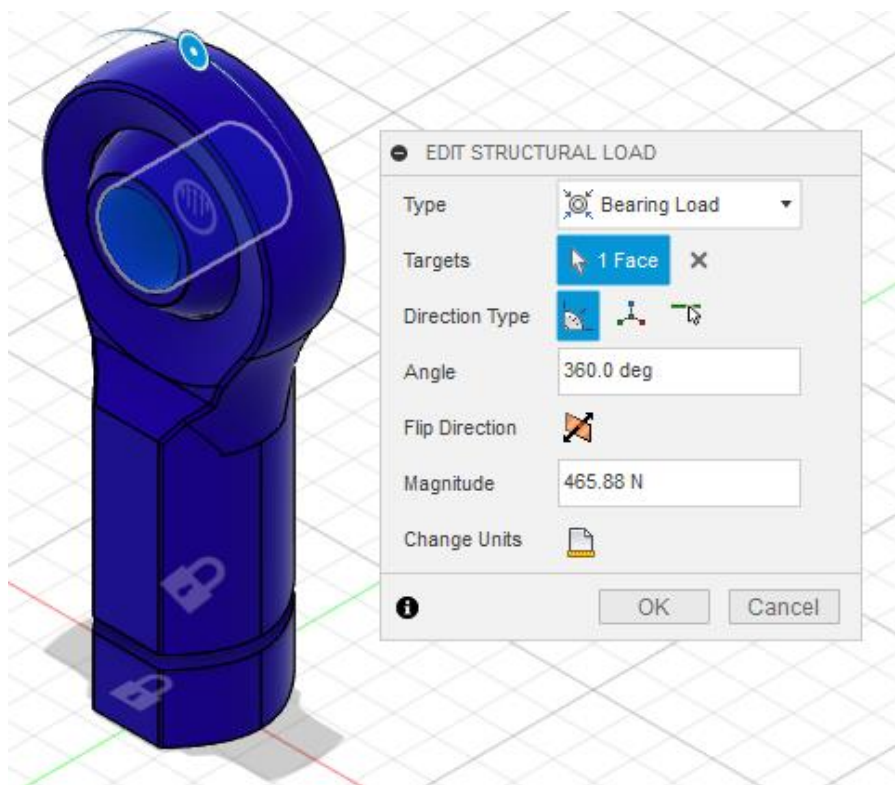 EDIT STRUCTURAL LOAD
Type Bearing Load
Targets 1 Face
Direction Type
Angle 360.0 deg
Flip Direction
Magnitude 465.88 N
Change Units
OK Cancel